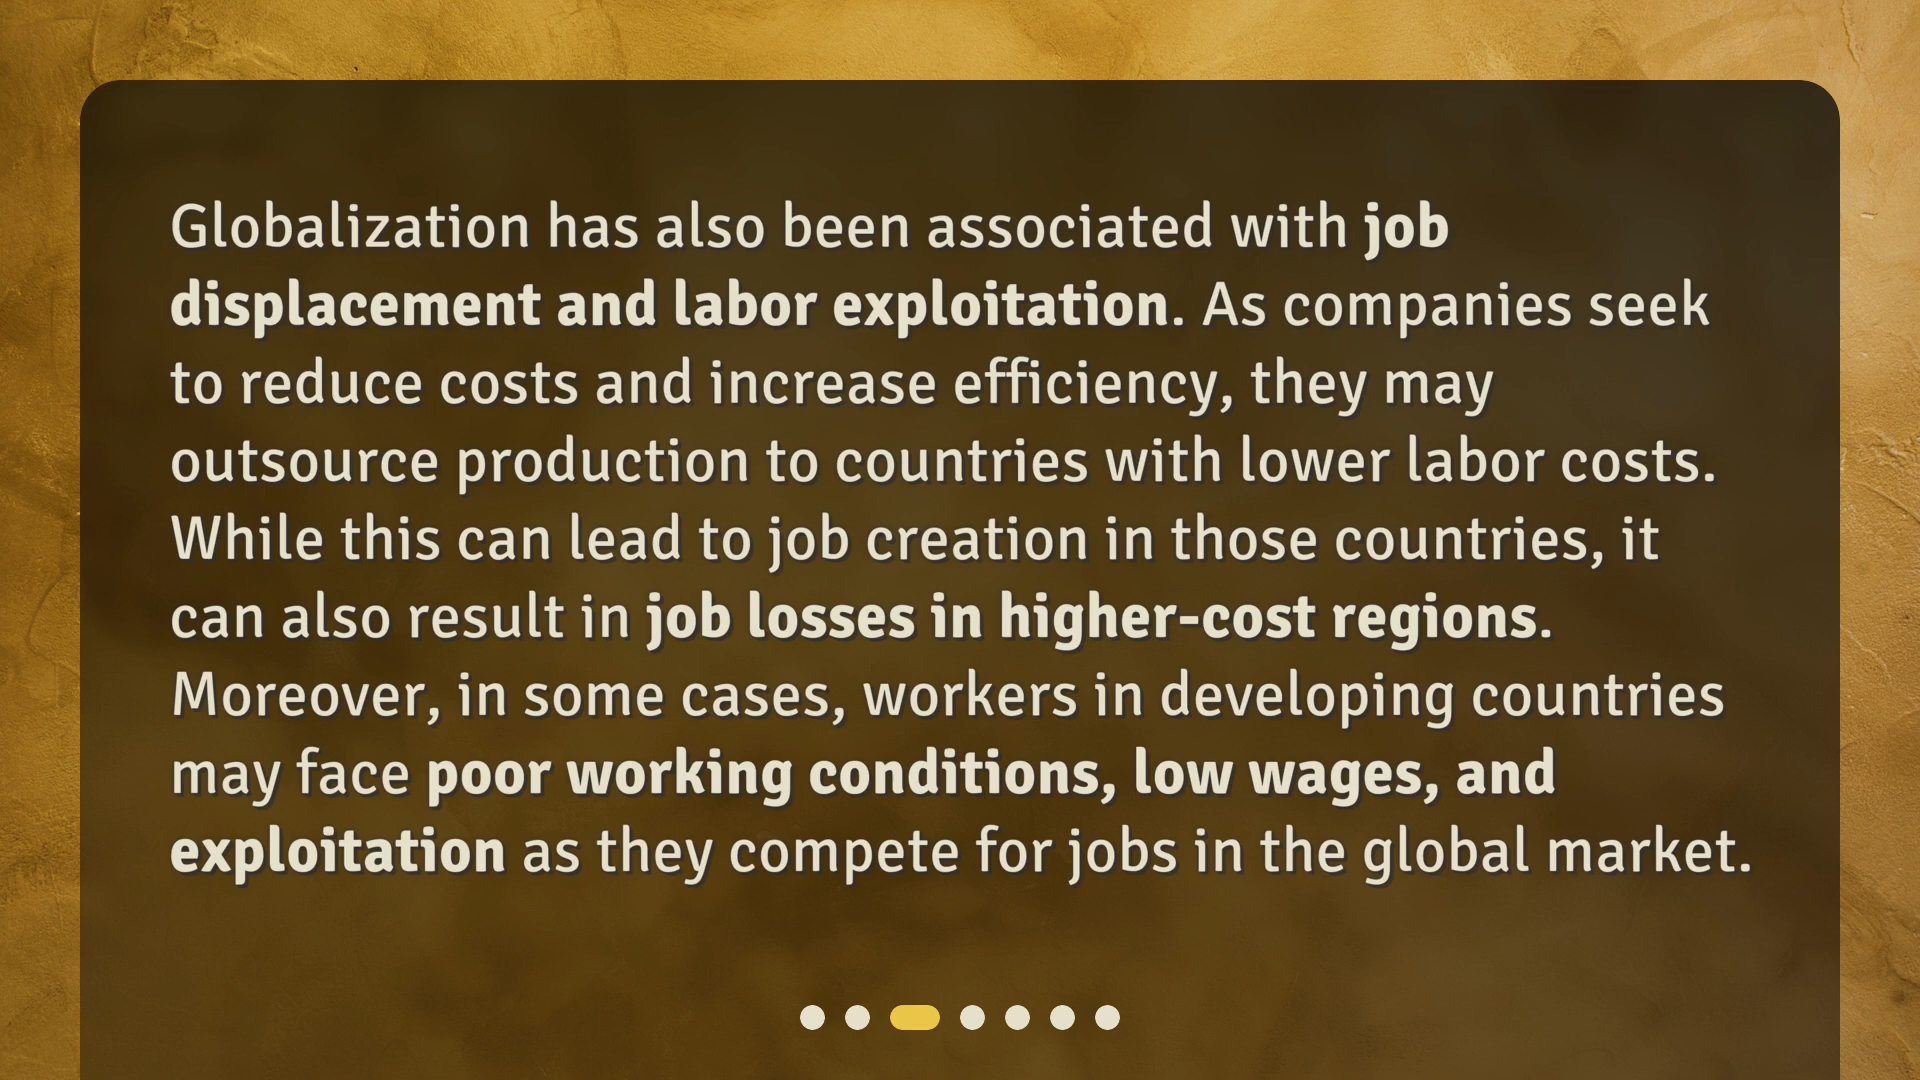 Globalization has also been associated with job
displacement and labor exploitation. As companies seek
to reduce costs and increase efficiency, they may
outsource production to countries with lower labor costs.
While this can lead to job creation in those countries, it
can also result in job losses in higher-cost regions.
Moreover, in some cases, workers in developing countries
may face poor working conditions, low wages, and
exploitation as they compete for jobs in the global market.